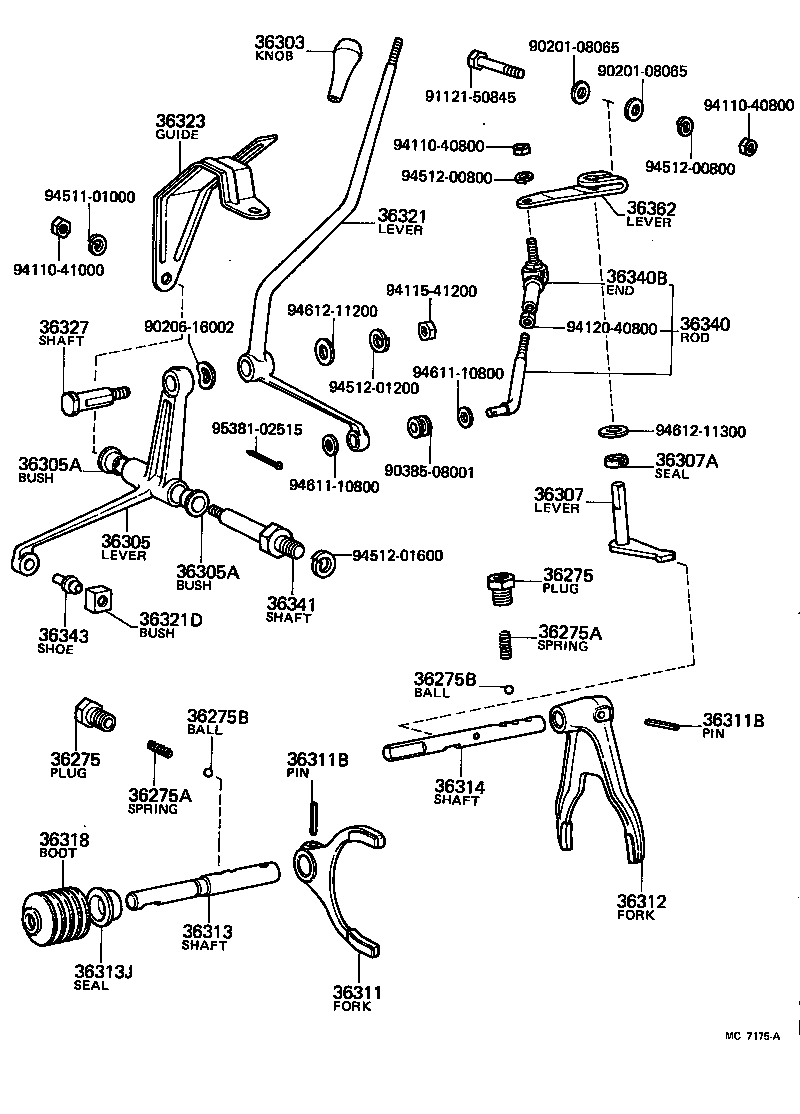 36303
KNOB
90201-08065
90201-08065
91121-50845
94110-40800
36323
GUIDE
94110-40800
94512-00800
94512-00800
94511-01000
36321
LEVER
36362
LEVER
94110-41000
36340B
END
94115-41200
94612-11200
36327
SHAFT
90206-16002
94120-40800
36340
ROD
94512-01200
94611-10800
95381-02515
94612-11300
36305A
BUSH
36307A
SEAL
94611-10800
90385-08001
36307
LEVER
36305
LEVER
94512-01600
36305A
BUSH
36275
PLUG
36341
SHAFT
36321D
BUSH
36343
SHOE
36275A
SPRING
36275B
BALL
36275B
BALL
36311B
PIN
36275
PLUG
36311B
PIN
36275A
SPRING
36314
SHAFT
36318
BOOT
36312
FORK
36313
SHAFT
36313J
SEAL
36311
FORK
MC 7175-A